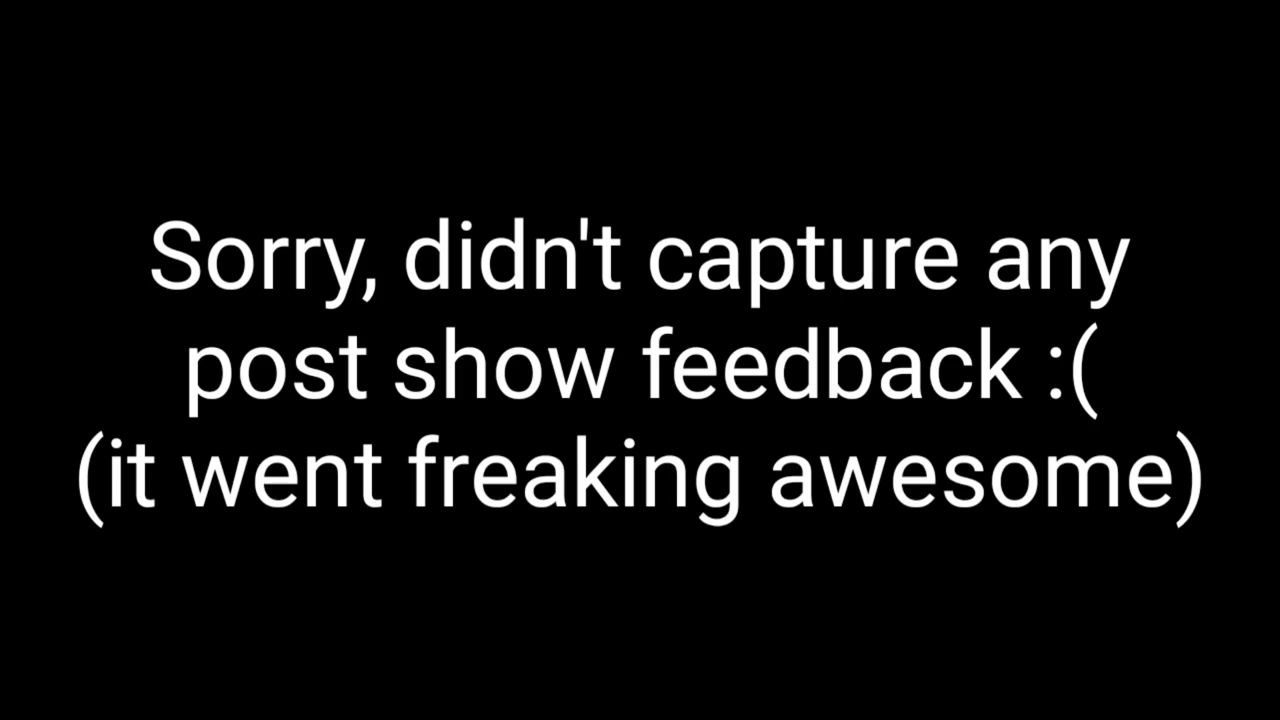 Sorry, didn't capture any
post show feedback :(
(it went freaking awesome)